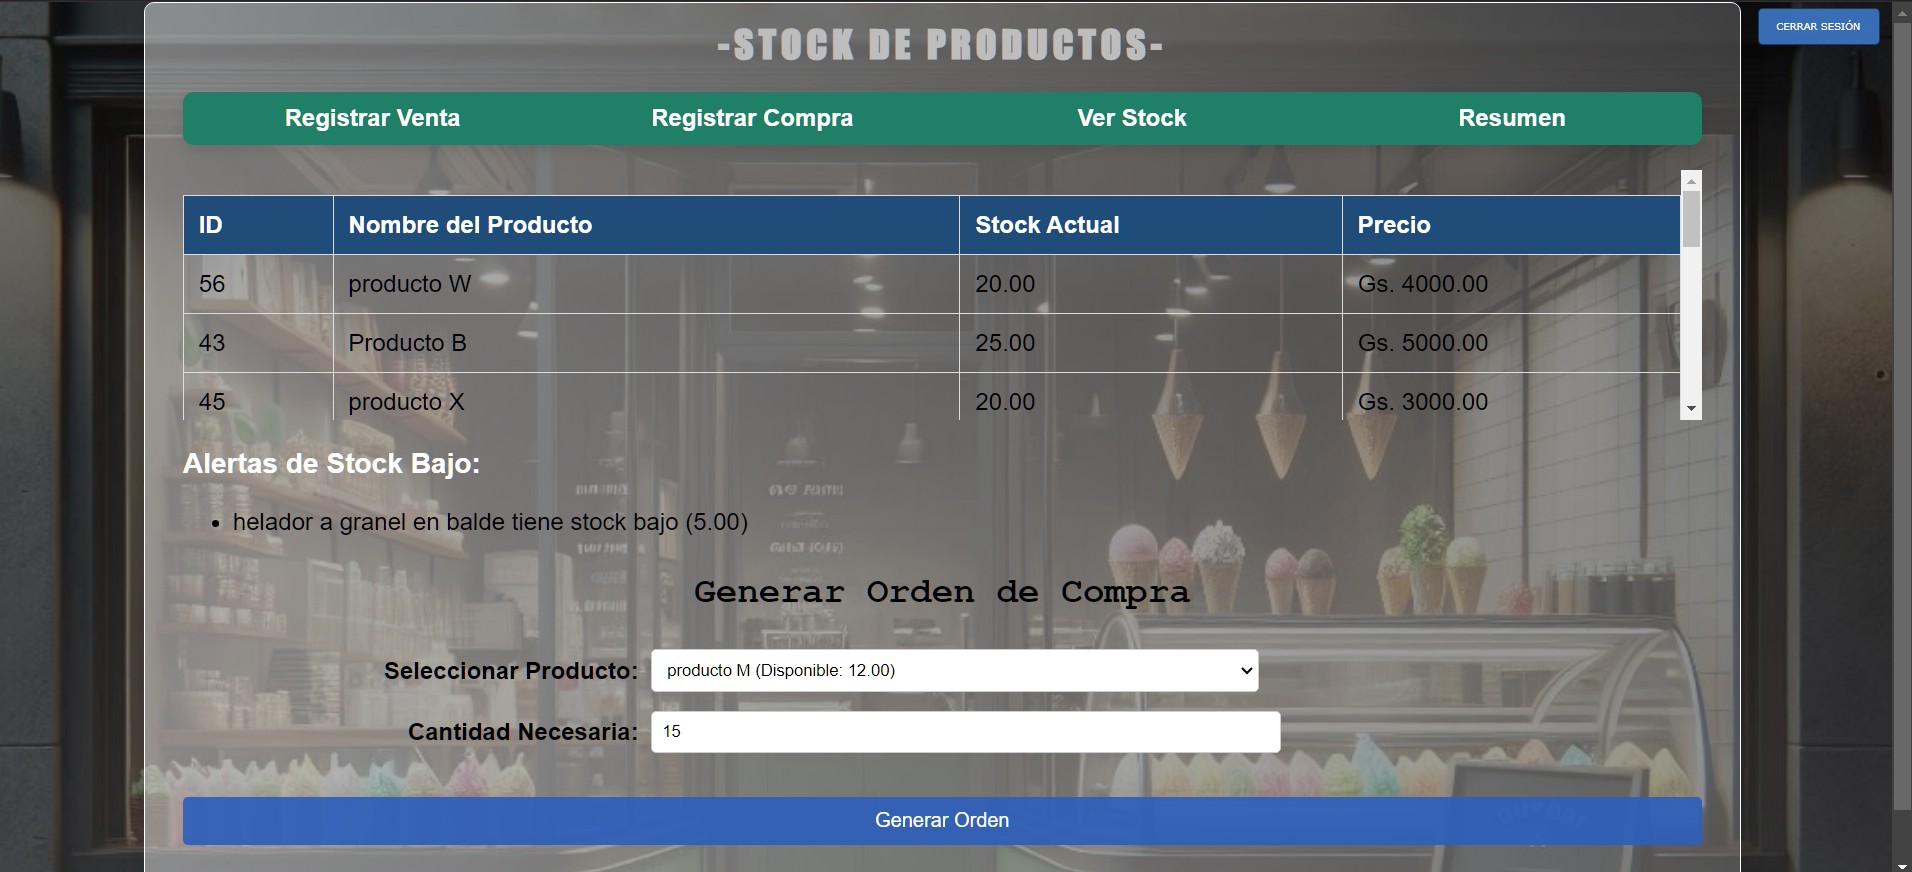 CERRAR SESIÓN
-STOCK DE PRODUCTOS-
Registrar Venta Registrar Compra Ver Stock Resumen
ID Nombre del Producto Stock Actual Precio
56 producto W 20.00 Gs. 4000.00
43 Producto B 25.00 Gs. 5000.00
45 producto X 20.00 Gs. 3000.00
Alertas de Stock Bajo:
• helador a granel en balde tiene stock bajo (5.00)
Generar Orden de Compra
Seleccionar Producto: producto M (Disponible: 12.00)
Cantidad Necesaria: 15
Generar Orden